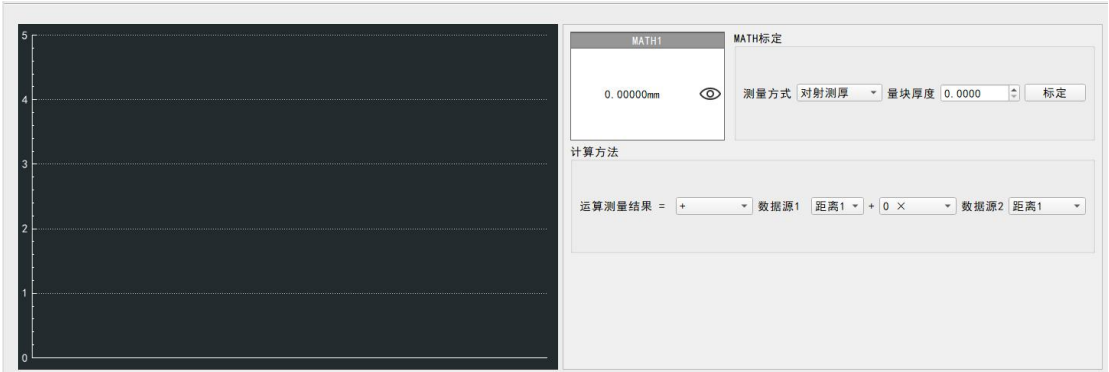 5
4
3
2
1
0
MATH1
0.00000mm
MATH标定
测量方式 对射测厚 量块厚度 0.0000 标定
计算方法
运算测量结果 = + 数据源1 距离1 + 0 × 数据源2 距离1